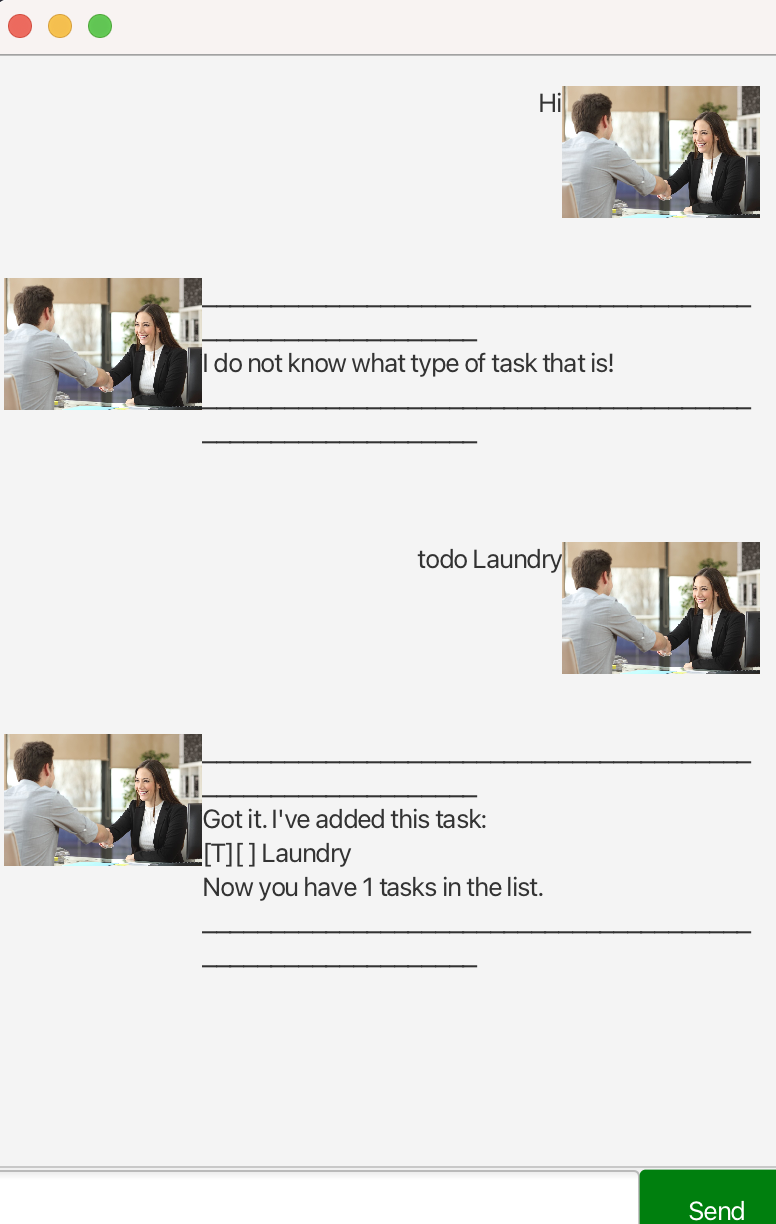 Hi
____________________________________________________________
I do not know what type of task that is!
____________________________________________________________
todo Laundry
____________________________________________________________
Got it. I've added this task:
[T][ ] Laundry
Now you have 1 tasks in the list.
____________________________________________________________
Send